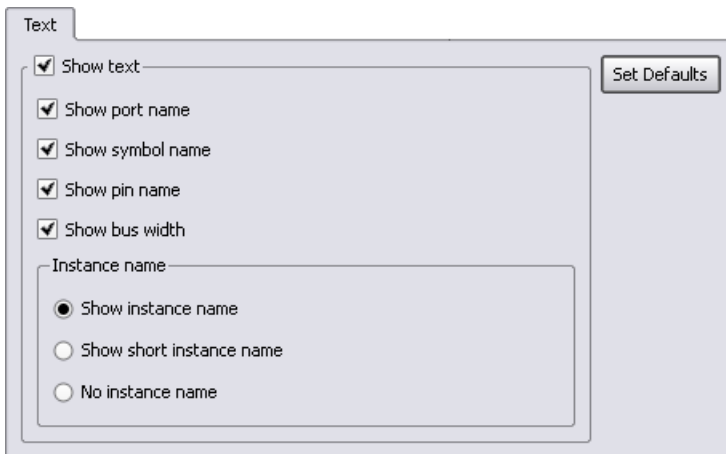 Text
Show text
Set Defaults
Show port name
Show symbol name
Show pin name
Show bus width
Instance name
Show instance name
Show short instance name
No instance name